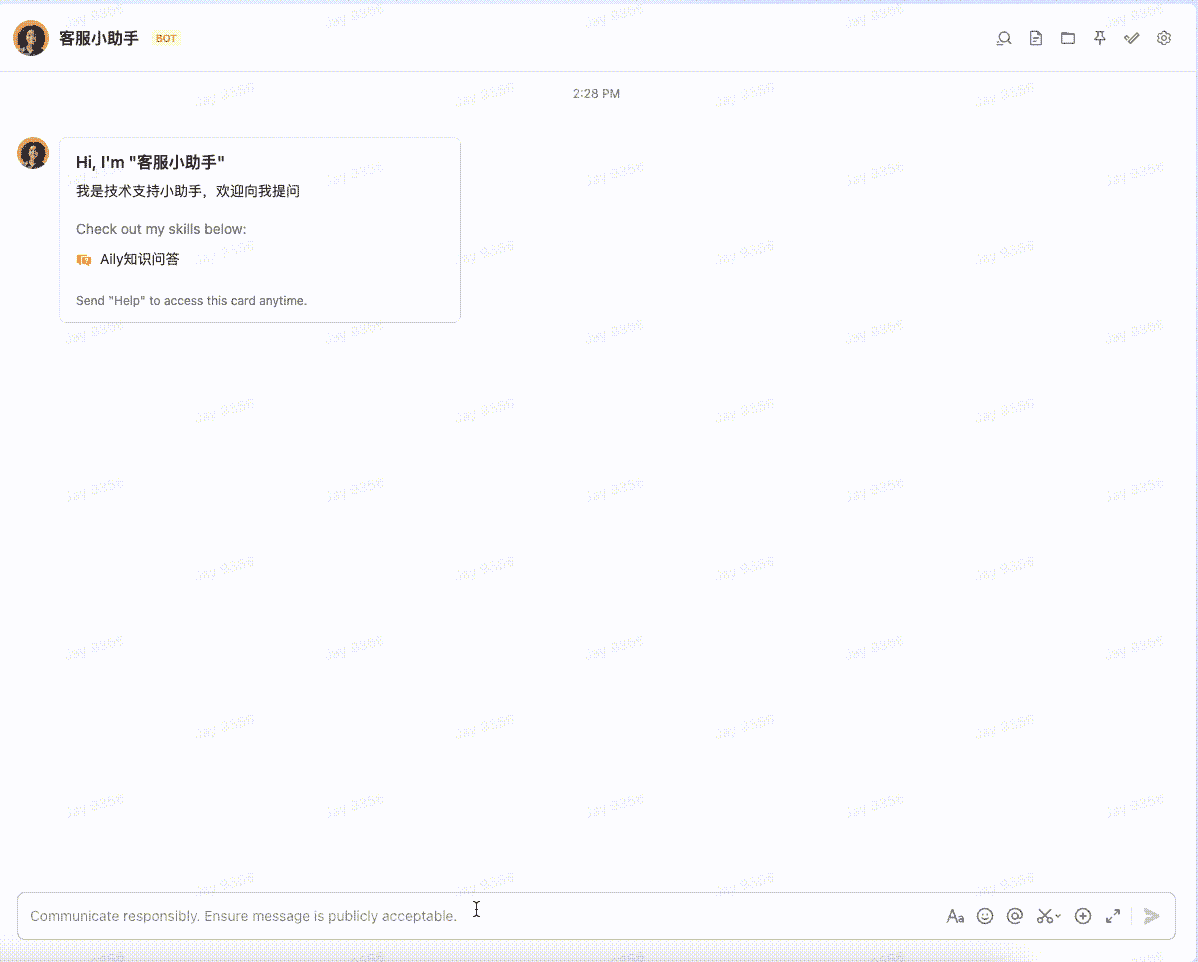 客服小助手 BOT
2:28 PM
Hi, I'm "客服小助手"
我是技术支持小助手，欢迎向我提问
Check out my skills below:
Aily知识问答
Send "Help" to access this card anytime.
Communicate responsibly. Ensure message is publicly acceptable.
Aa